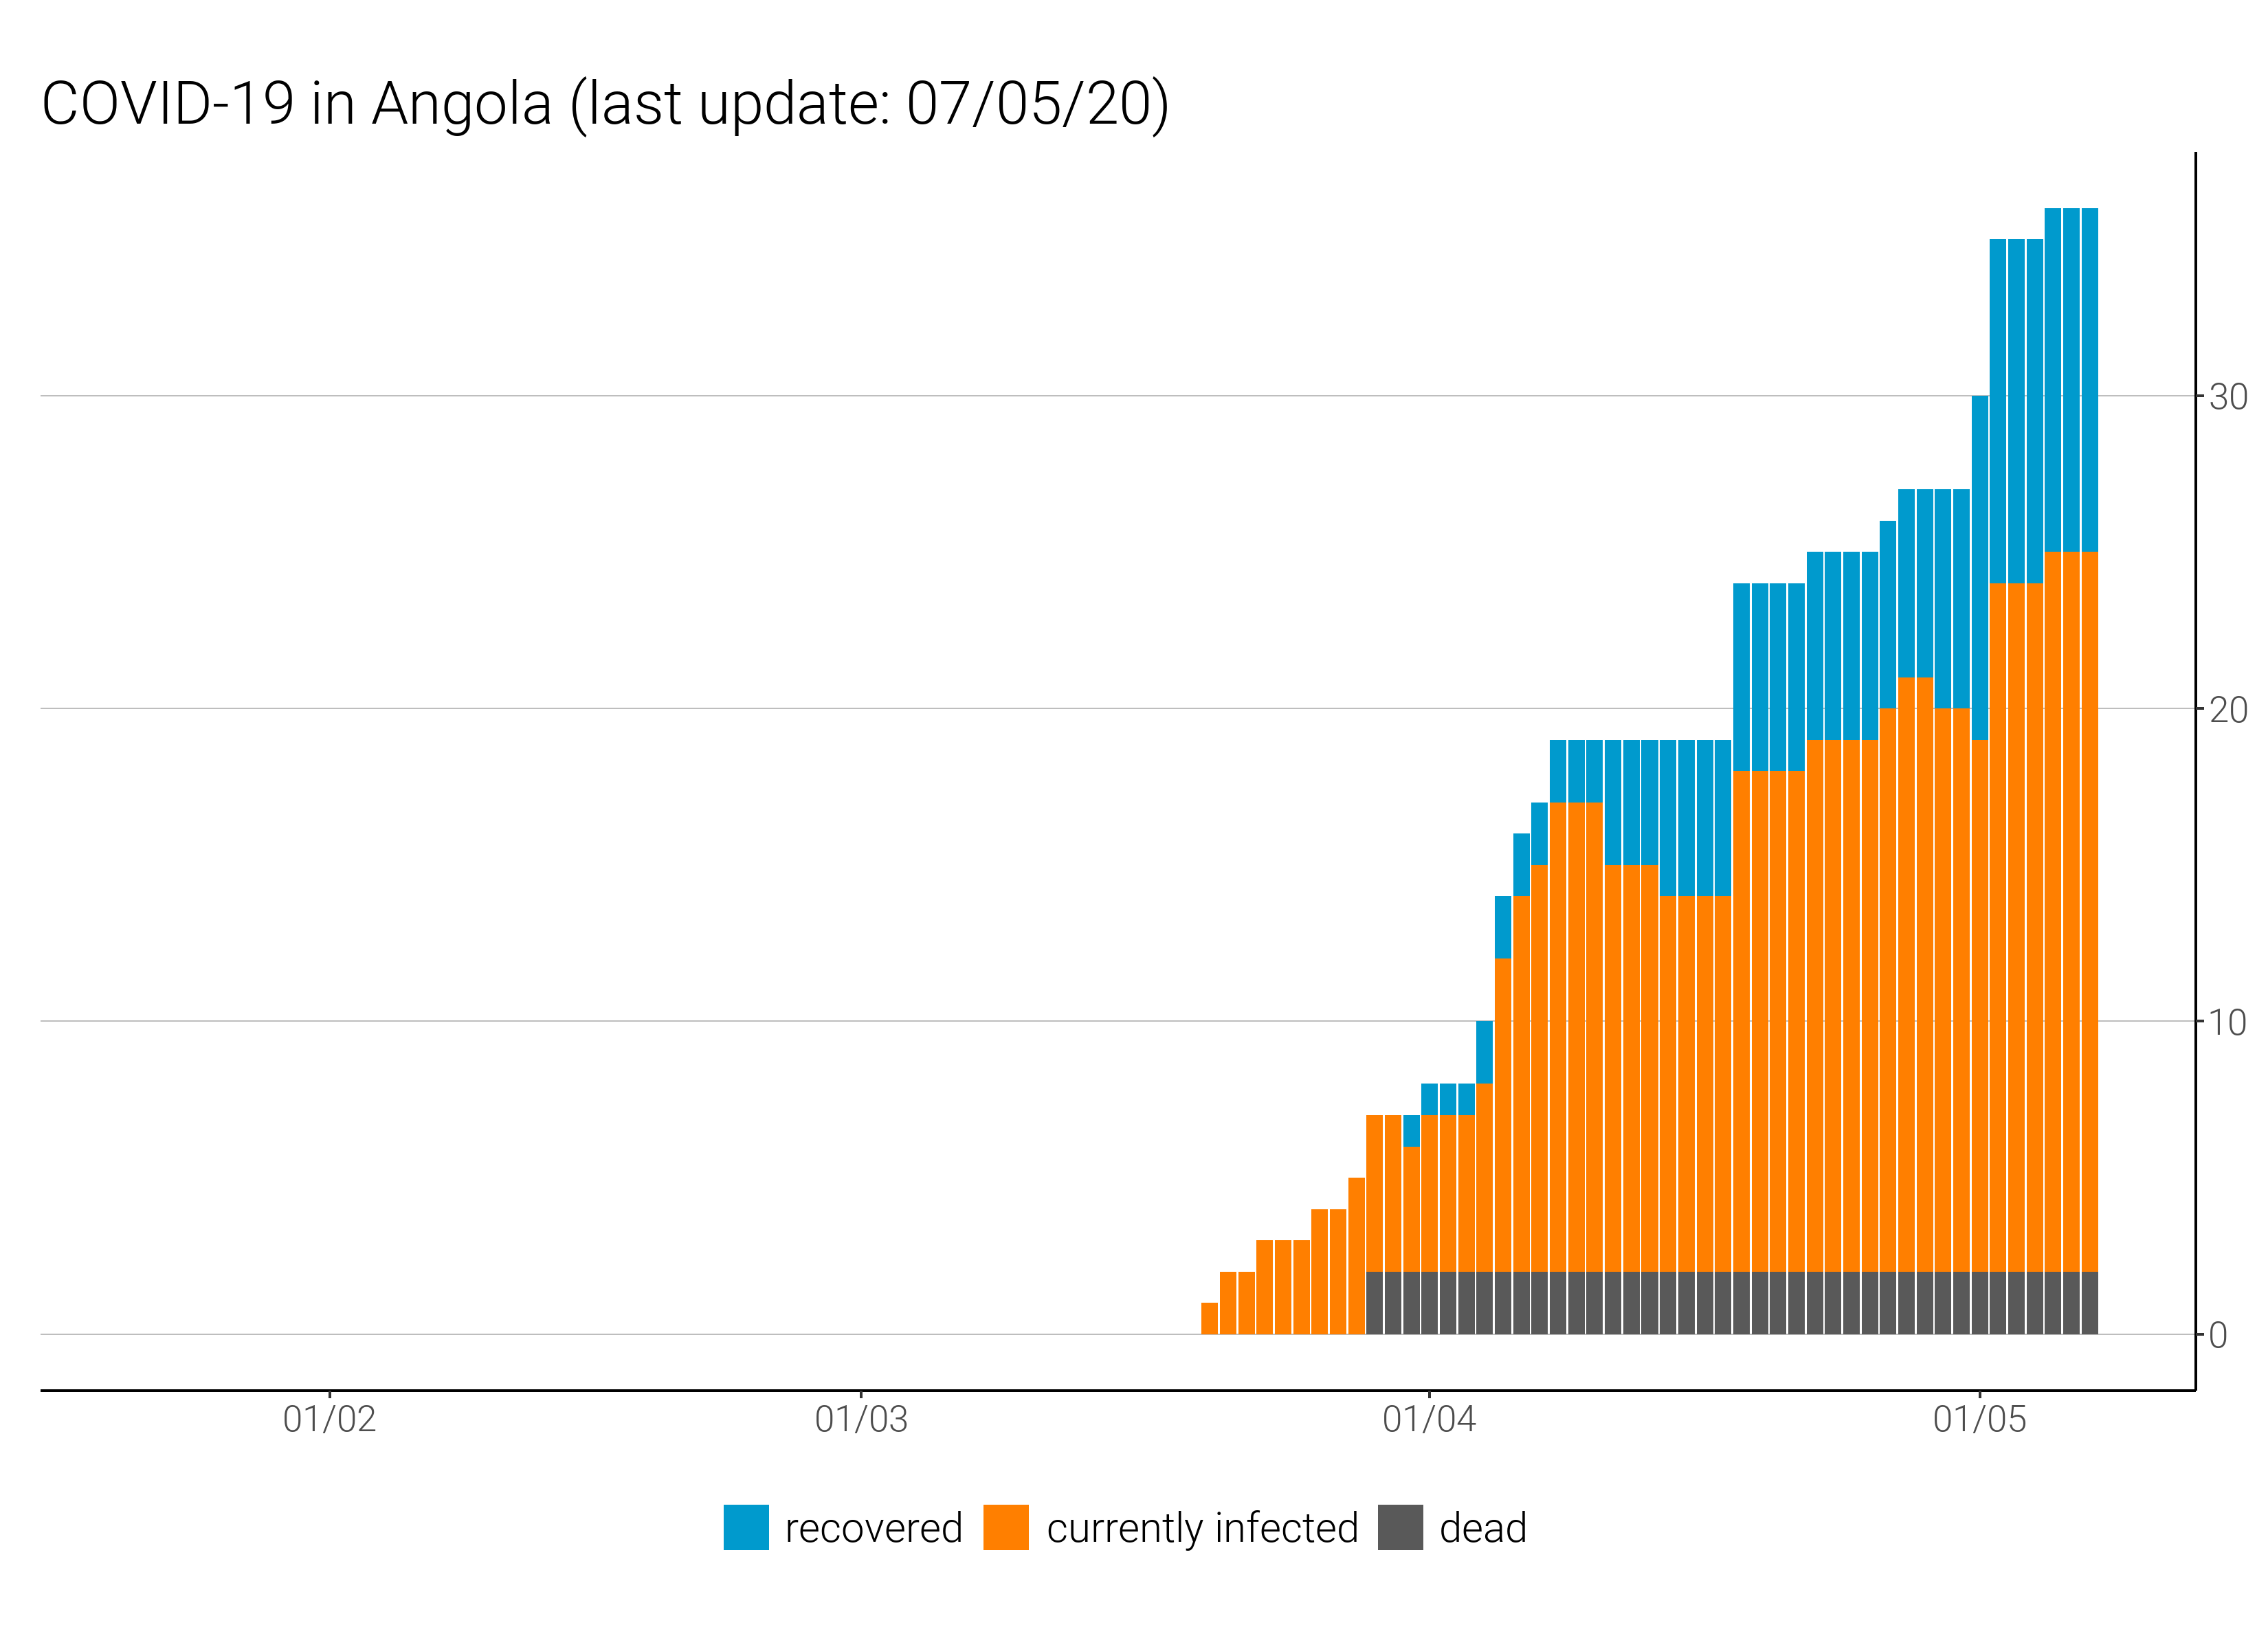 COVID-19 in Angola (last update: 07/05/20)
30
20
10
0
01/02 01/03 01/04 01/05
recovered currently infected dead